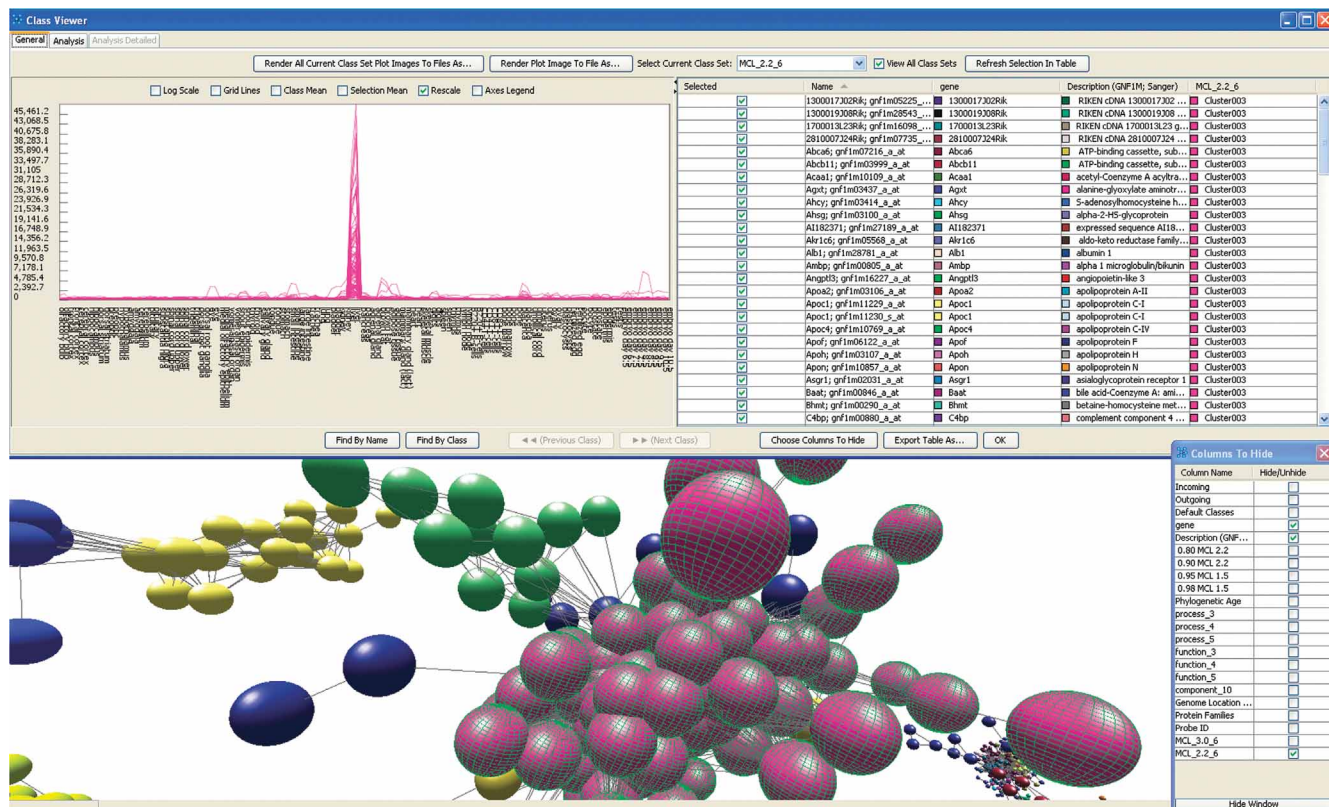 Class Viewer
General Analysis Analysis Detailed
Render All Current Class Set Plot Images To Files As... Render Plot Image To File As... Select Current Class Set: MCL_2.2_6 View All Class Sets Refresh Selection In Table
Log Scale Grid Lines Class Mean Selection Mean Rescale Axes Legend
45,461.2
43,068.5
40,675.8
38,283.1
35,890.4
33,497.7
31,105
28,712.3
26,319.6
23,926.9
21,534.3
19,141.6
16,748.9
14,356.2
11,963.5
9,570.8
7,178.1
4,785.4
2,392.7
0
Selected Name gene Description (GNF1M; Sanger) MCL_2.2_6
1300017J02Rik; gnf1m05225_... 1300017J02Rik RIKEN cDNA 1300017J02 ... Cluster003
1300019J08Rik; gnf1m28543_... 1300019J08Rik RIKEN cDNA 1300019J08 ... Cluster003
1700013L23Rik; gnf1m16098_... 1700013L23Rik RIKEN cDNA 1700013L23 g... Cluster003
2810007J24Rik; gnf1m07735_... 2810007J24Rik RIKEN cDNA 2810007J24 ... Cluster003
Abca6; gnf1m07216_a_at Abca6 ATP-binding cassette, sub... Cluster003
Abcb11; gnf1m03999_a_at Abcb11 ATP-binding cassette, sub... Cluster003
Acaa1; gnf1m10109_a_at Acaa1 acetyl-Coenzyme A acyltra... Cluster003
Agxt; gnf1m03437_a_at Agxt alanine-glyoxylate aminotr... Cluster003
Ahcy; gnf1m03414_a_at Ahcy S-adenosylhomocysteine h... Cluster003
Ahsg; gnf1m03100_a_at Ahsg alpha-2-HS-glycoprotein Cluster003
AI182371; gnf1m27189_a_at AI182371 expressed sequence AI18... Cluster003
Akr1c6; gnf1m05568_a_at Akr1c6 aldo-keto reductase family... Cluster003
Alb1; gnf1m28781_a_at Alb1 albumin 1 Cluster003
Ambp; gnf1m00805_a_at Ambp alpha 1 microglobulin/bikunin Cluster003
Angptl3; gnf1m16227_a_at Angptl3 angiopoietin-like 3 Cluster003
Apoa2; gnf1m03106_a_at Apoa2 apolipoprotein A-II Cluster003
Apoc1; gnf1m11229_a_at Apoc1 apolipoprotein C-I Cluster003
Apoc1; gnf1m11230_s_at Apoc1 apolipoprotein C-I Cluster003
Apoc4; gnf1m10769_a_at Apoc4 apolipoprotein C-IV Cluster003
Apof; gnf1m06122_a_at Apof apolipoprotein F Cluster003
Apoh; gnf1m03107_a_at Apoh apolipoprotein H Cluster003
Apon; gnf1m10857_a_at Apon apolipoprotein N Cluster003
Asgr1; gnf1m02031_a_at Asgr1 asialoglycoprotein receptor 1 Cluster003
Baat; gnf1m00846_a_at Baat bile acid-Coenzyme A: ami... Cluster003
Bhmt; gnf1m00290_a_at Bhmt betaine-homocysteine met... Cluster003
C4bp; gnf1m00880_a_at C4bp complement component 4 ... Cluster003
Find By Name Find By Class (Previous Class) (Next Class) Choose Columns To Hide Export Table As... OK
Columns To Hide
Column Name Hide/Unhide
Incoming
Outgoing
Default Classes
gene
Description (GNF...
0.80 MCL 2.2
0.90 MCL 2.2
0.95 MCL 1.5
0.98 MCL 1.5
Phylogenetic Age
process_3
process_4
process_5
function_3
function_4
function_5
component_10
Genome Location ...
Protein Families
Probe ID
MCL_3.0_6
MCL_2.2_6
Hide Window